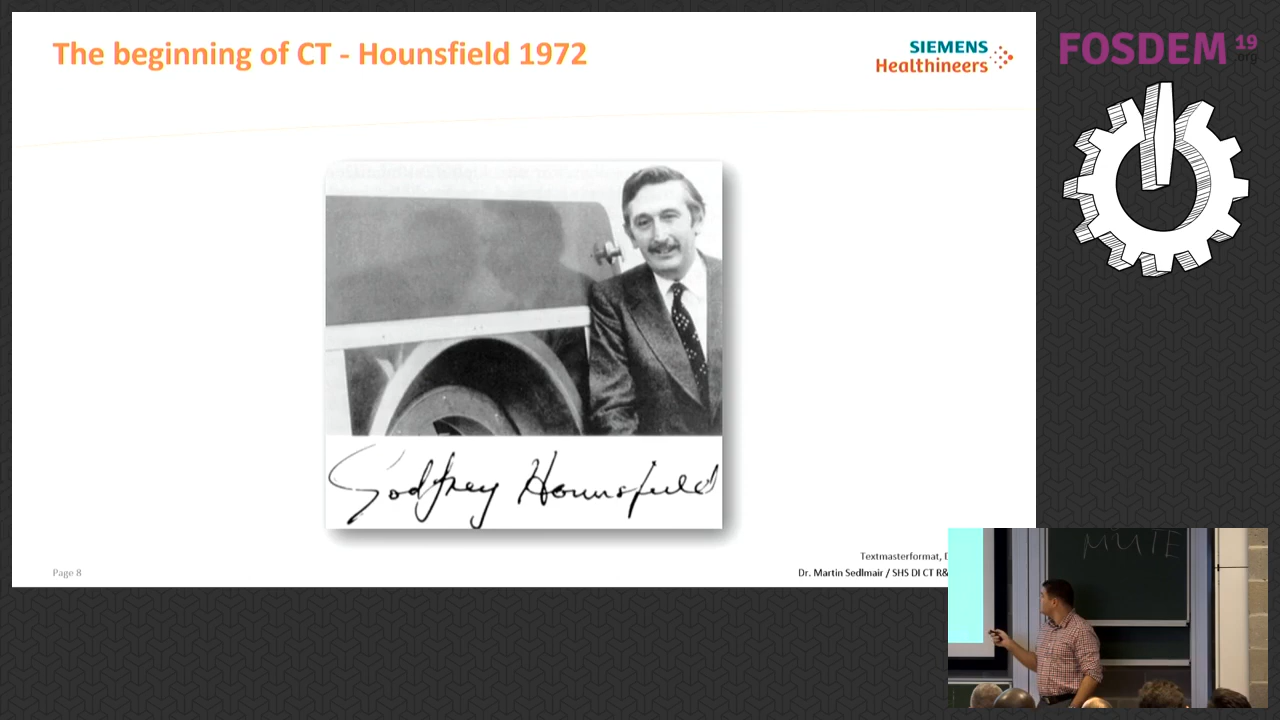 The beginning of CT - Hounsfield 1972
SIEMENS
Healthineers
FOSDEM 19
.org
Godfrey Hounsfield
Textmasterformat, D
Page 8
Dr. Martin Sedlmair / SHS DI CT R&
MUTE